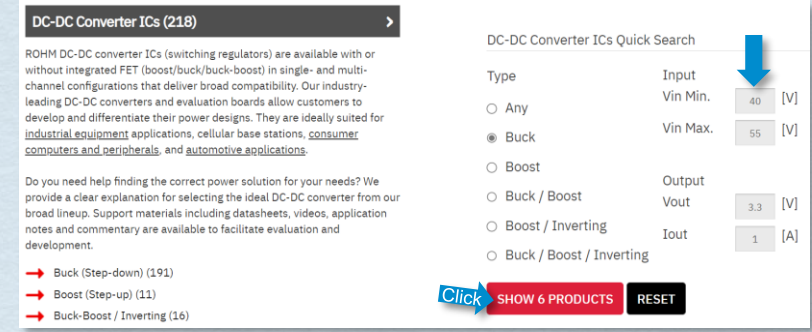 DC-DC Converter ICs (218)
ROHM DC-DC converter ICs (switching regulators) are available with or
without integrated FET (boost/buck/buck-boost) in single- and multi-
channel configurations that deliver broad compatibility. Our industry-
leading DC-DC converters and evaluation boards allow customers to
develop and differentiate their power designs. They are ideally suited for
industrial equipment applications, cellular base stations, consumer
computers and peripherals, and automotive applications.
Do you need help finding the correct power solution for your needs? We
provide a clear explanation for selecting the ideal DC-DC converter from our
broad lineup. Support materials including datasheets, videos, application
notes and commentary are available to facilitate evaluation and
development.
Buck (Step-down) (191)
Boost (Step-up) (11)
Buck-Boost / Inverting (16)
DC-DC Converter ICs Quick Search
Type
Any
Buck
Boost
Buck / Boost
Boost / Inverting
Buck / Boost / Inverting
Input
Vin Min. 40 [V]
Vin Max. 55 [V]
Output
Vout 3.3 [V]
Iout 1 [A]
Click SHOW 6 PRODUCTS RESET